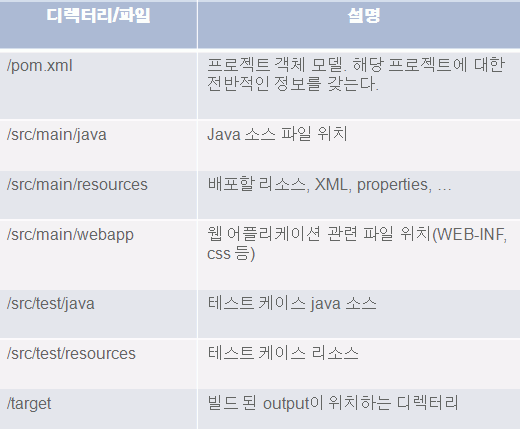 디렉터리/파일 설명
/pom.xml 프로젝트 객체 모델. 해당 프로젝트에 대한
전반적인 정보를 갖는다.
/src/main/java Java 소스 파일 위치
/src/main/resources 배포할 리소스, XML, properties, ...
/src/main/webapp 웹 어플리케이션 관련 파일 위치(WEB-INF,
css 등)
/src/test/java 테스트 케이스 java 소스
/src/test/resources 테스트 케이스 리소스
/target 빌드 된 output이 위치하는 디렉터리